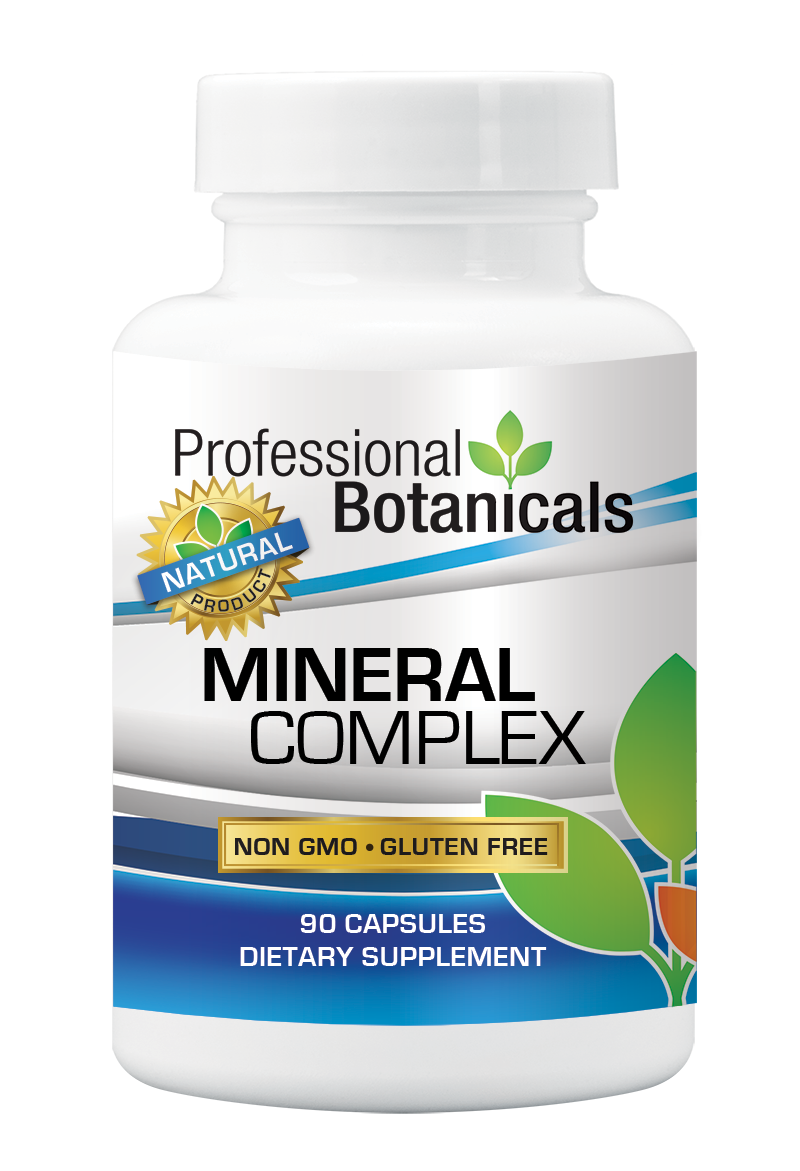 Professional
Botanicals
NATURAL
PRODUCT
MINERAL
COMPLEX
NON GMO • GLUTEN FREE
90 CAPSULES
DIETARY SUPPLEMENT